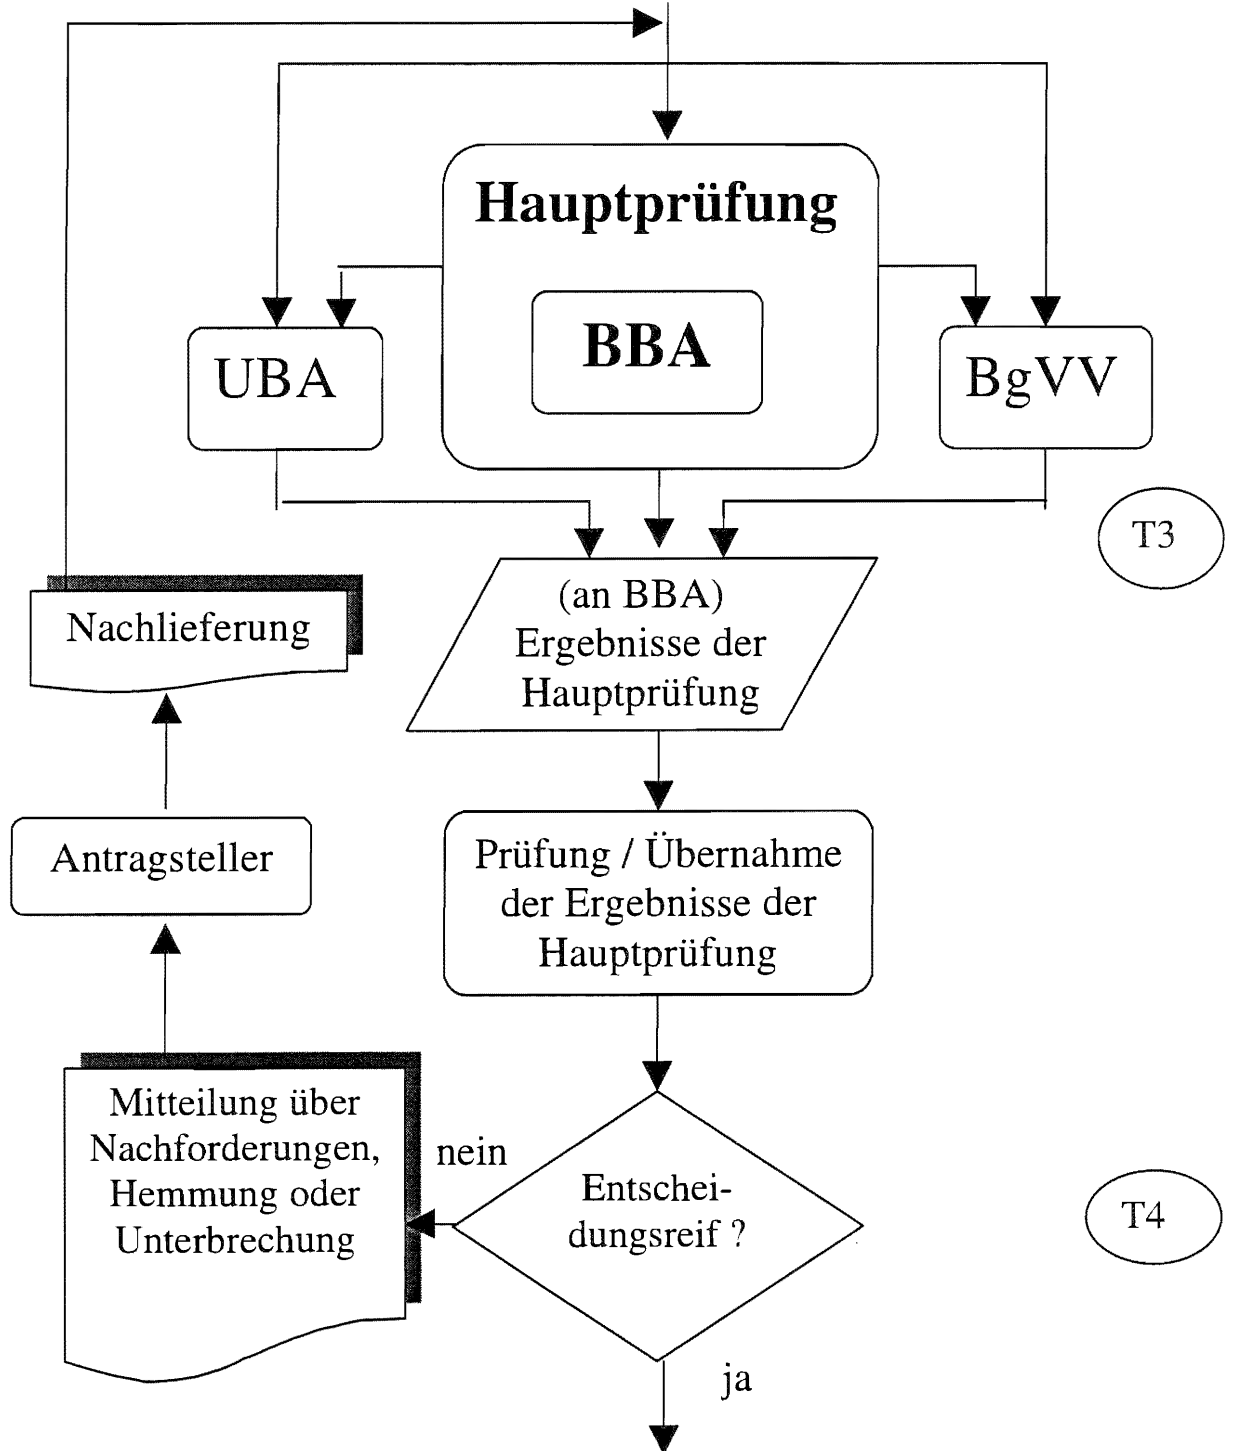 Hauptprüfung
BBA
UBA
BgVV
T3
(an BBA)
Ergebnisse der
Hauptprüfung
Nachlieferung
Antragsteller
Prüfung / Übernahme
der Ergebnisse der
Hauptprüfung
Mitteilung über
Nachforderungen,
Hemmung oder
Unterbrechung
nein
Entschei-
dungsreif ?
T4
ja